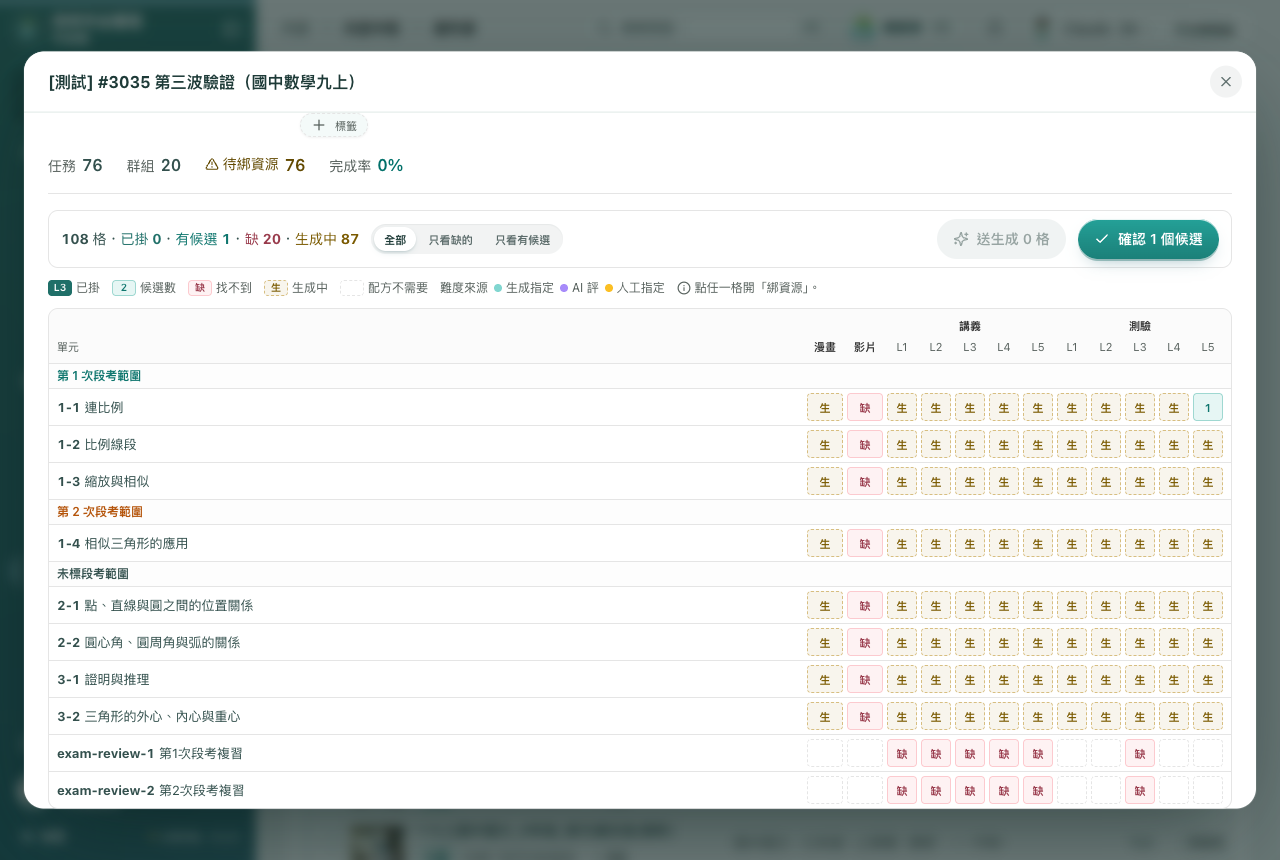 [測試] #3035 第三波驗證（國中數學九上）
標籤
任務 76 群組 20 待綁資源 76 完成率 0%
108 格 · 已掛 0 · 有候選 1 · 缺 20 · 生成中 87 全部 只看缺的 只看有候選 送生成 0 格 確認 1 個候選
L3 已掛 2 候選數 缺 找不到 生 生成中 配方不需要 難度來源 生成指定 AI 評 人工指定 點任一格開「綁資源」。
講義 測驗
單元 漫畫 影片 L1 L2 L3 L4 L5 L1 L2 L3 L4 L5
第 1 次段考範圍
1-1 連比例 生 缺 生 生 生 生 生 生 生 生 生 1
1-2 比例線段 生 缺 生 生 生 生 生 生 生 生 生 生
1-3 縮放與相似 生 缺 生 生 生 生 生 生 生 生 生 生
第 2 次段考範圍
1-4 相似三角形的應用 生 缺 生 生 生 生 生 生 生 生 生 生
未標段考範圍
2-1 點、直線與圓之間的位置關係 生 缺 生 生 生 生 生 生 生 生 生 生
2-2 圓心角、圓周角與弧的關係 生 缺 生 生 生 生 生 生 生 生 生 生
3-1 證明與推理 生 缺 生 生 生 生 生 生 生 生 生 生
3-2 三角形的外心、內心與重心 生 缺 生 生 生 生 生 生 生 生 生 生
exam-review-1 第1次段考複習 缺 缺 缺 缺 缺 缺
exam-review-2 第2次段考複習 缺 缺 缺 缺 缺 缺